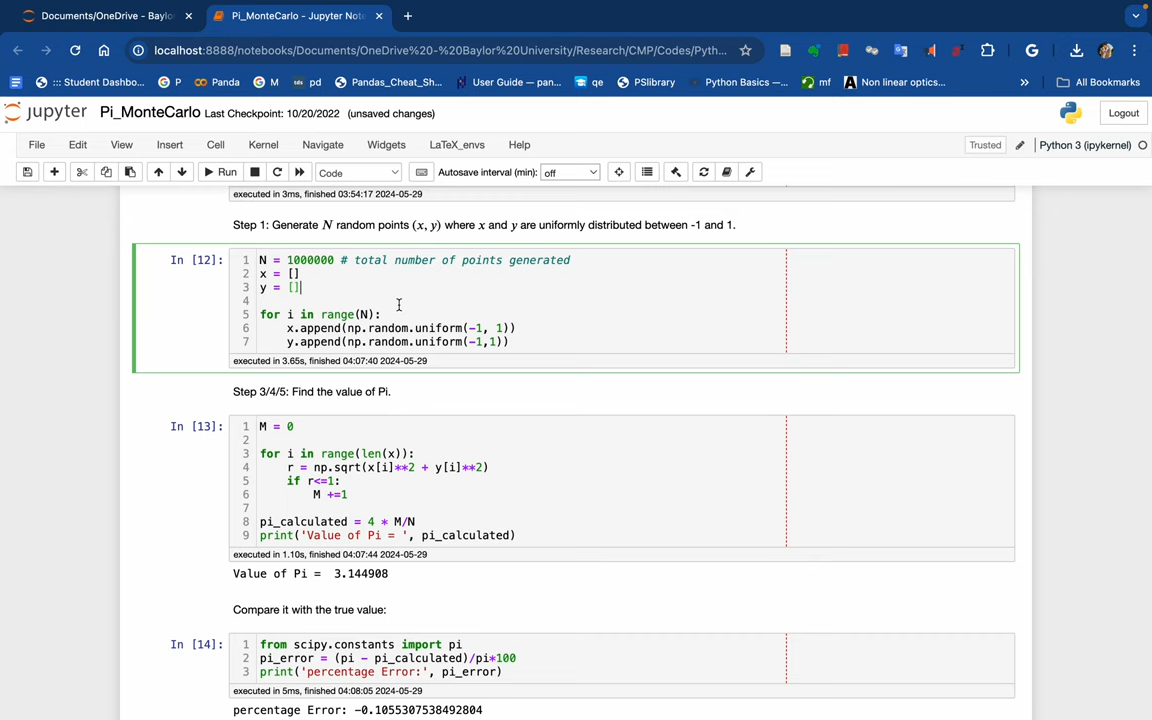 Documents/OneDrive - Baylo
Pi_MonteCarlo - Jupyter Note
localhost:8888/notebooks/Documents/OneDrive%20-%20Baylor%20University/Research/CMP/Codes/Pyth...
::: Student Dashbo...
P
Panda
M
pd
Pandas_Cheat_Sh...
User Guide — pan...
qe
PSlibrary
Python Basics —...
mf
Non linear optics...
All Bookmarks
jupyter Pi_MonteCarlo Last Checkpoint: 10/20/2022 (unsaved changes)
Logout
File Edit View Insert Cell Kernel Navigate Widgets LaTeX_envs Help
Trusted Python 3 (ipykernel)
Run Code Autosave interval (min): off
executed in 3ms, finished 03:54:17 2024-05-29
Step 1: Generate N random points (x, y) where x and y are uniformly distributed between -1 and 1.
In [12]: 1 N = 1000000 # total number of points generated
2 x = []
3 y = []
4
5 for i in range(N):
6 x.append(np.random.uniform(-1, 1))
7 y.append(np.random.uniform(-1,1))
executed in 3.65s, finished 04:07:40 2024-05-29
Step 3/4/5: Find the value of Pi.
In [13]: 1 M = 0
2
3 for i in range(len(x)):
4 r = np.sqrt(x[i]**2 + y[i]**2)
5 if r<=1:
6 M +=1
7
8 pi_calculated = 4 * M/N
9 print('Value of Pi = ', pi_calculated)
executed in 1.10s, finished 04:07:44 2024-05-29
Value of Pi =  3.144908
Compare it with the true value:
In [14]: 1 from scipy.constants import pi
2 pi_error = (pi - pi_calculated)/pi*100
3 print('percentage Error:', pi_error)
executed in 5ms, finished 04:08:05 2024-05-29
percentage Error: -0.1055307538492804